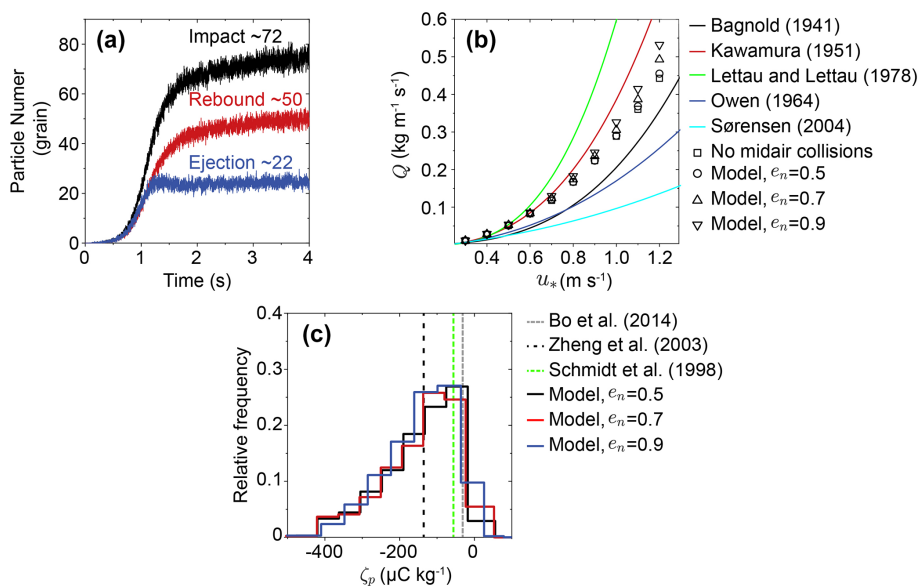 (a)
Impact ~72
Rebound ~50
Ejection ~22
Particle Numer
(grain)
80
60
40
20
0
0
1
2
3
4
Time (s)
(b)
Q (kg m⁻¹ s⁻¹)
0.6
0.5
0.4
0.3
0.2
0.1
0.4
0.6
0.8
1.0
1.2
u* (m s⁻¹)
Bagnold (1941)
Kawamura (1951)
Lettau and Lettau (1978)
Owen (1964)
Sørensen (2004)
No midair collisions
Model, eₙ=0.5
Model, eₙ=0.7
Model, eₙ=0.9
(c)
Relative frequency
0.4
0.3
0.2
0.1
0
-400
-200
0
ζₚ (μC kg⁻¹)
Bo et al. (2014)
Zheng et al. (2003)
Schmidt et al. (1998)
Model, eₙ=0.5
Model, eₙ=0.7
Model, eₙ=0.9